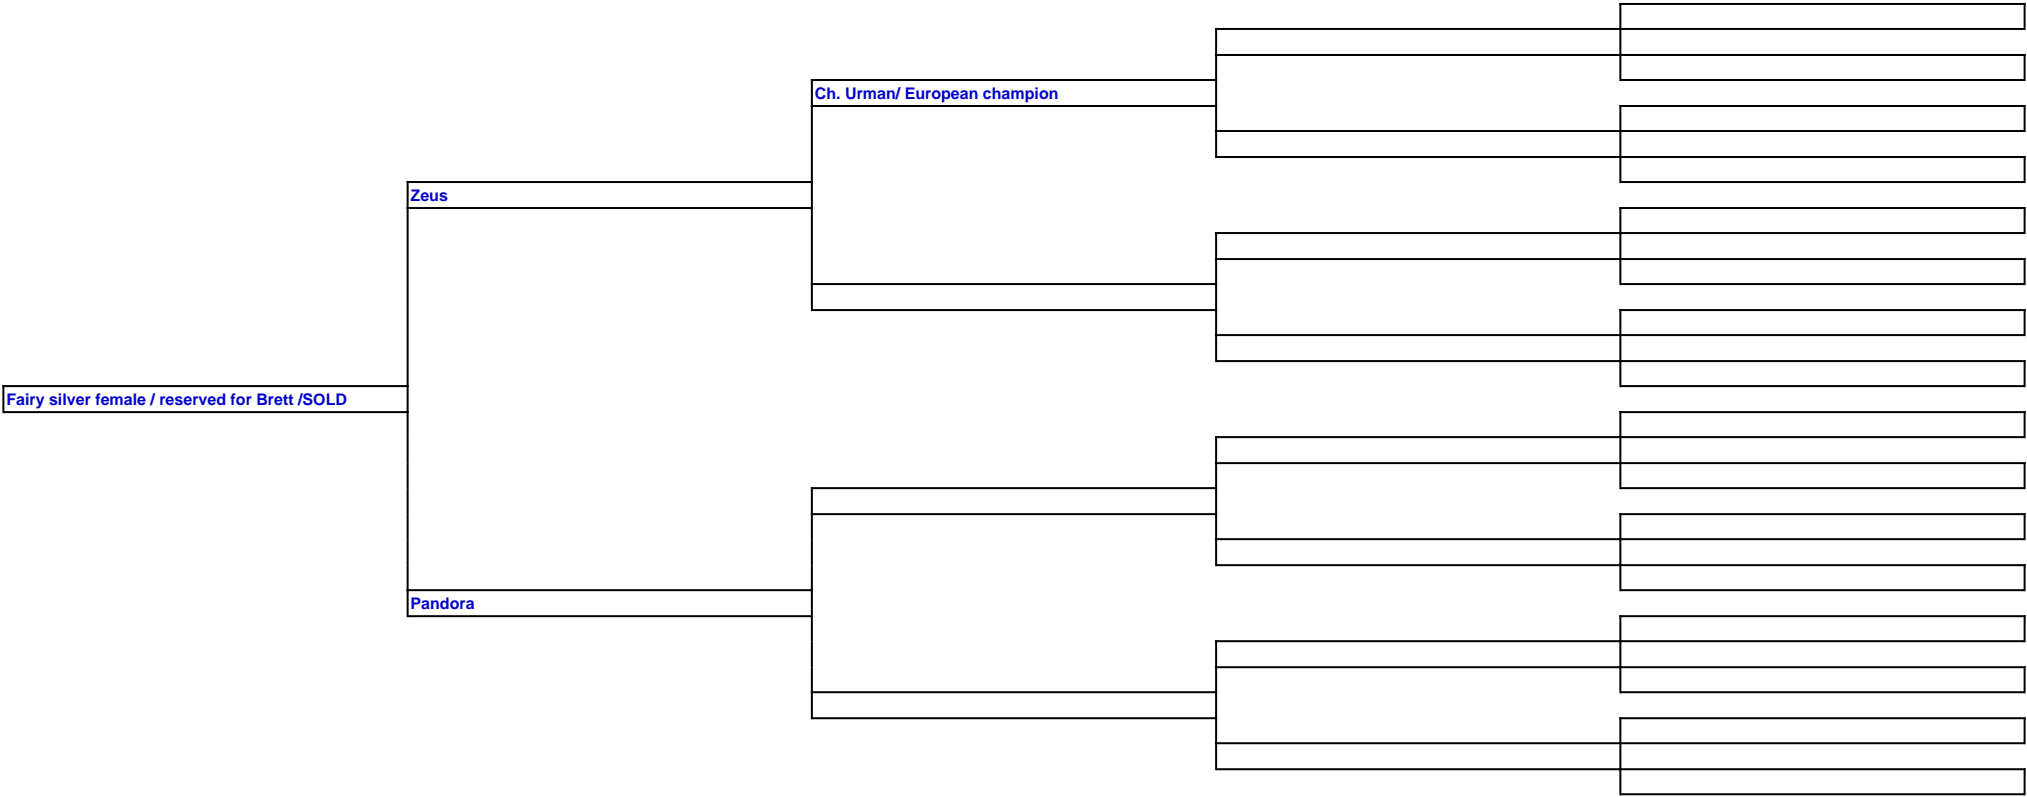 Ch. Urman/ European champion
Zeus
Fairy silver female / reserved for Brett /SOLD
Pandora